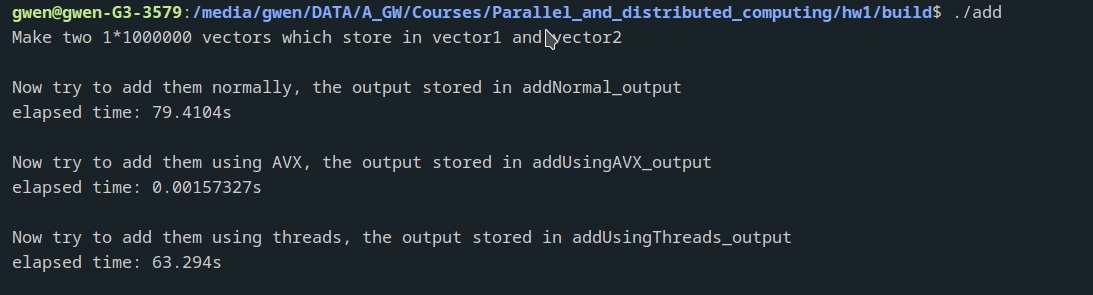 gwen@gwen-G3-3579:/media/gwen/DATA/A_GW/Courses/Parallel_and_distributed_computing/hw1/build$ ./add
Make two 1*1000000 vectors which store in vector1 and vector2
Now try to add them normally, the output stored in addNormal_output
elapsed time: 79.4104s
Now try to add them using AVX, the output stored in addUsingAVX_output
elapsed time: 0.00157327s
Now try to add them using threads, the output stored in addUsingThreads_output
elapsed time: 63.294s